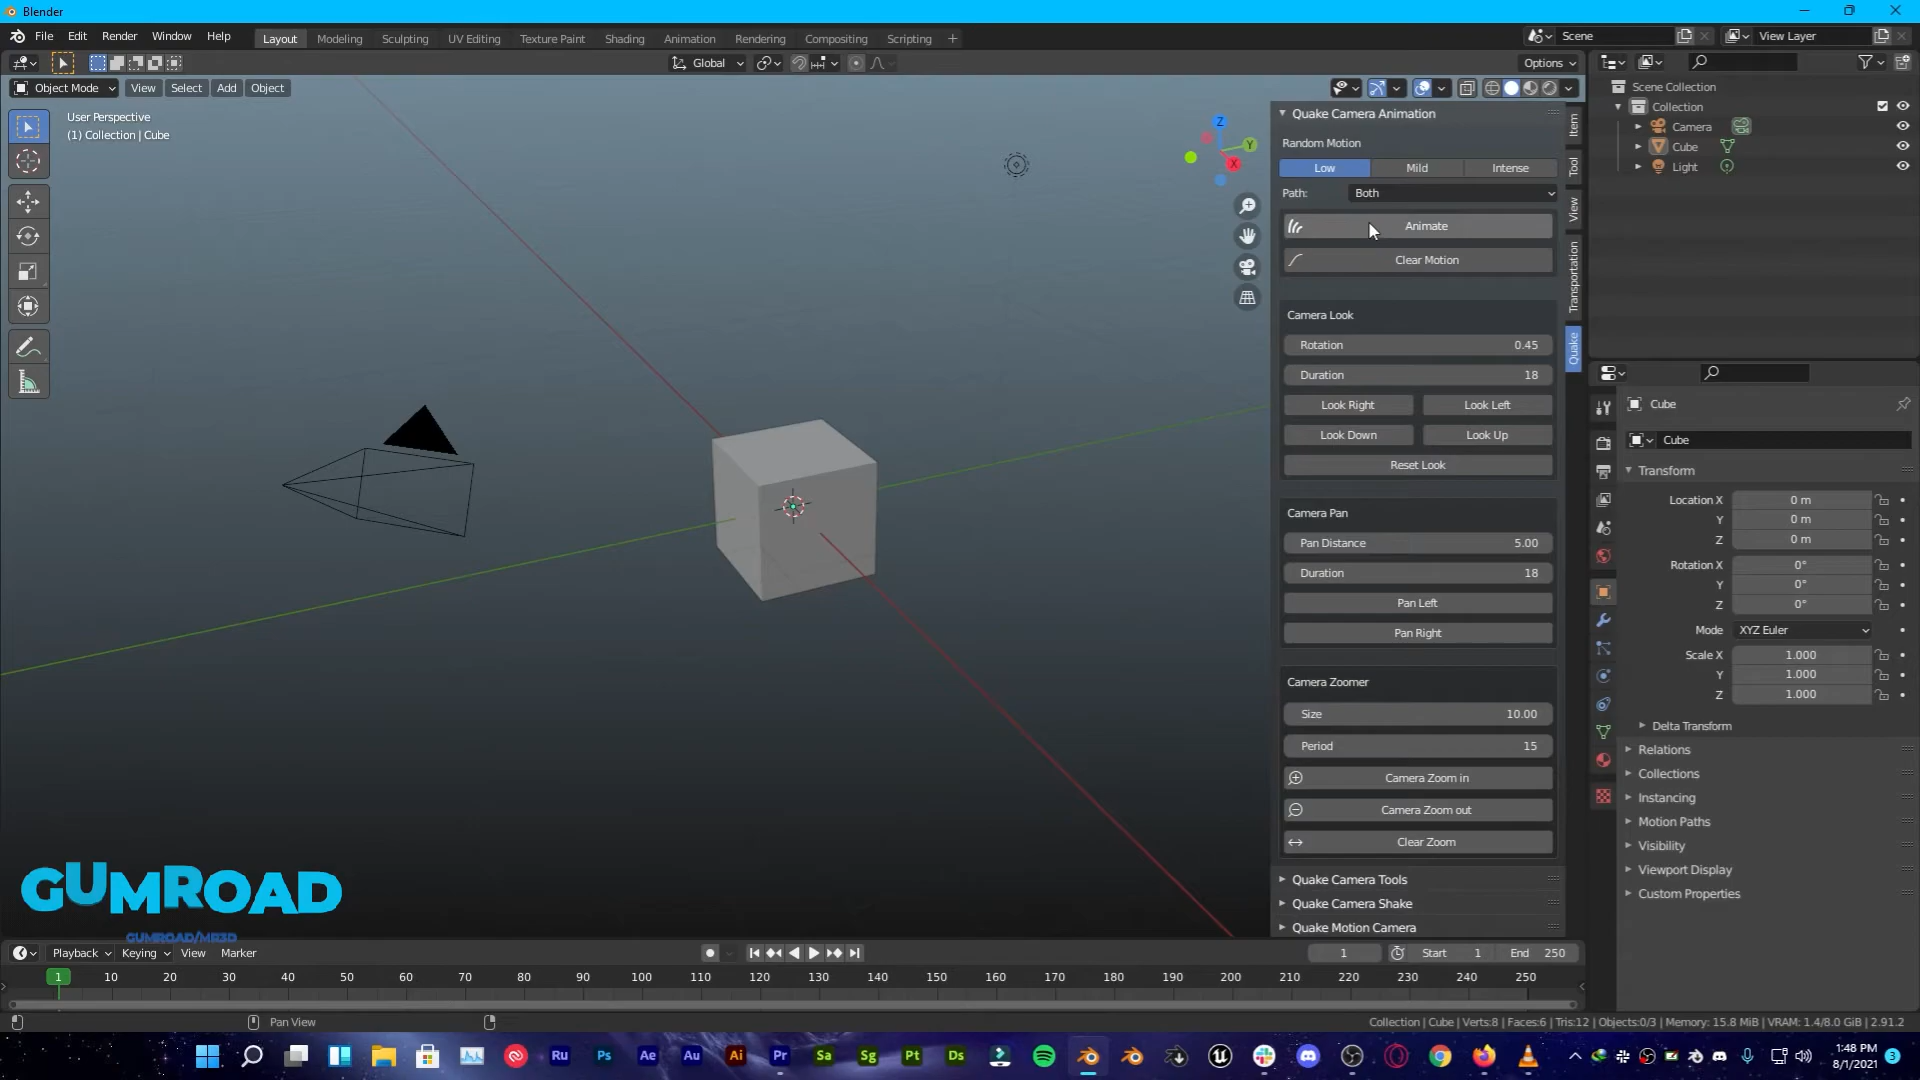 Blender
File Edit Render Window Help
Layout Modeling Sculpting UV Editing Texture Paint Shading Animation Rendering Compositing Scripting +
Scene
View Layer
Global
Options
Object Mode View Select Add Object
User Perspective
(1) Collection | Cube
Z
Y
X
Quake Camera Animation
Random Motion
Low Mild Intense
Path: Both
Animate
Clear Motion
Camera Look
Rotation 0.45
Duration 18
Look Right Look Left
Look Down Look Up
Reset Look
Camera Pan
Pan Distance 5.00
Duration 18
Pan Left
Pan Right
Camera Zoomer
Size 10.00
Period 15
Camera Zoom in
Camera Zoom out
Clear Zoom
Quake Camera Tools
Quake Camera Shake
Quake Motion Camera
Item
Tool
View
Transportation
Quake
Scene Collection
Collection
Camera
Cube
Light
Cube
Cube
Transform
Location X 0 m
Y 0 m
Z 0 m
Rotation X 0°
Y 0°
Z 0°
Mode XYZ Euler
Scale X 1.000
Y 1.000
Z 1.000
Delta Transform
Relations
Collections
Instancing
Motion Paths
Visibility
Viewport Display
Custom Properties
GUMROAD
GUMROAD/MR3D
Playback Keying View Marker
1 Start 1 End 250
1 10 20 30 40 50 60 70 80 90 100 110 120 130 140 150 160 170 180 190 200 210 220 230 240 250
Pan View
Collection | Cube | Verts:8 | Faces:6 | Tris:12 | Objects:0/3 | Memory: 15.8 MiB | VRAM: 1.4/8.0 GiB | 2.91.2
Ru Ps Ae Au Ai Pr Sa Sg Pt Ds
1:48 PM
8/1/2021
3